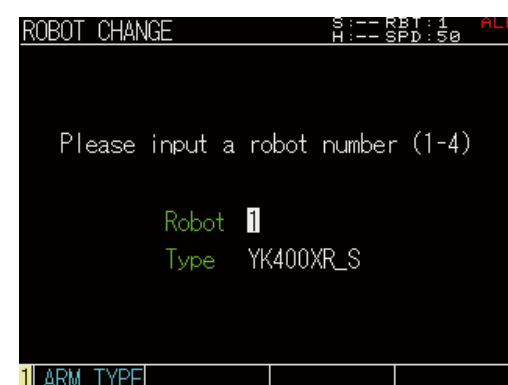 ROBOT CHANGE S:-- RBT:1 AL
H:-- SPD:50
Please input a robot number (1-4)
Robot 1
Type YK400XR_S
1 ARM TYPE